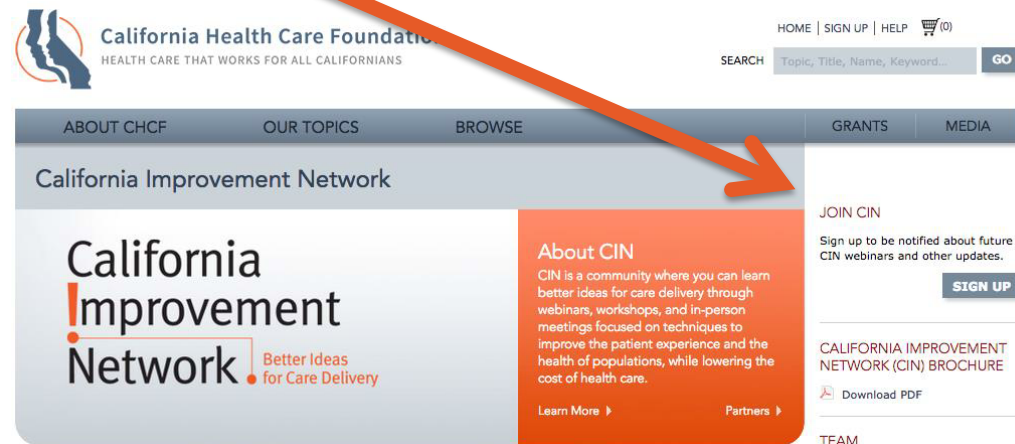 California Health Care Foundation
HEALTH CARE THAT WORKS FOR ALL CALIFORNIANS
HOME | SIGN UP | HELP (0)
SEARCH Topic, Title, Name, Keyword... GO
ABOUT CHCF OUR TOPICS BROWSE GRANTS MEDIA
California Improvement Network
California
Improvement
Network
Better Ideas
for Care Delivery
About CIN
CIN is a community where you can learn
better ideas for care delivery through
webinars, workshops, and in-person
meetings focused on techniques to
improve the patient experience and the
health of populations, while lowering the
cost of health care.
Learn More Partners
JOIN CIN
Sign up to be notified about future
CIN webinars and other updates.
SIGN UP
CALIFORNIA IMPROVEMENT
NETWORK (CIN) BROCHURE
Download PDF
TEAM